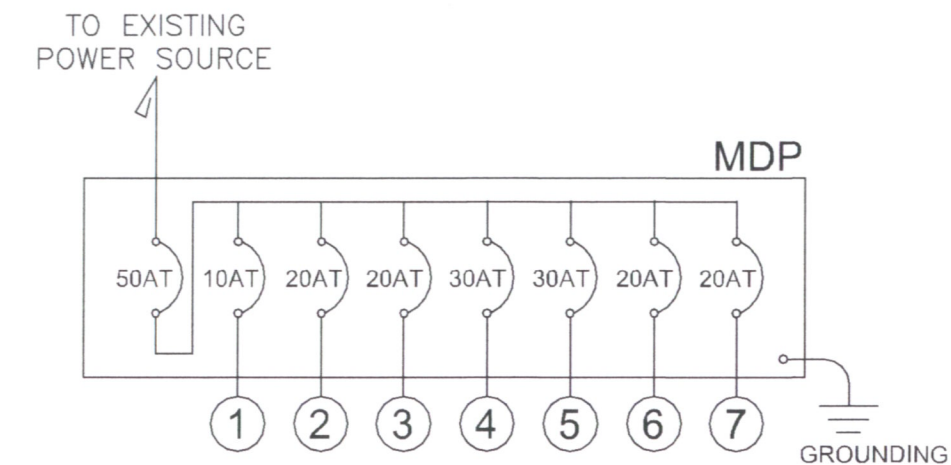 TO EXISTING
POWER SOURCE
MDP
50AT 10AT 20AT 20AT 30AT 30AT 20AT 20AT
1 2 3 4 5 6 7
GROUNDING